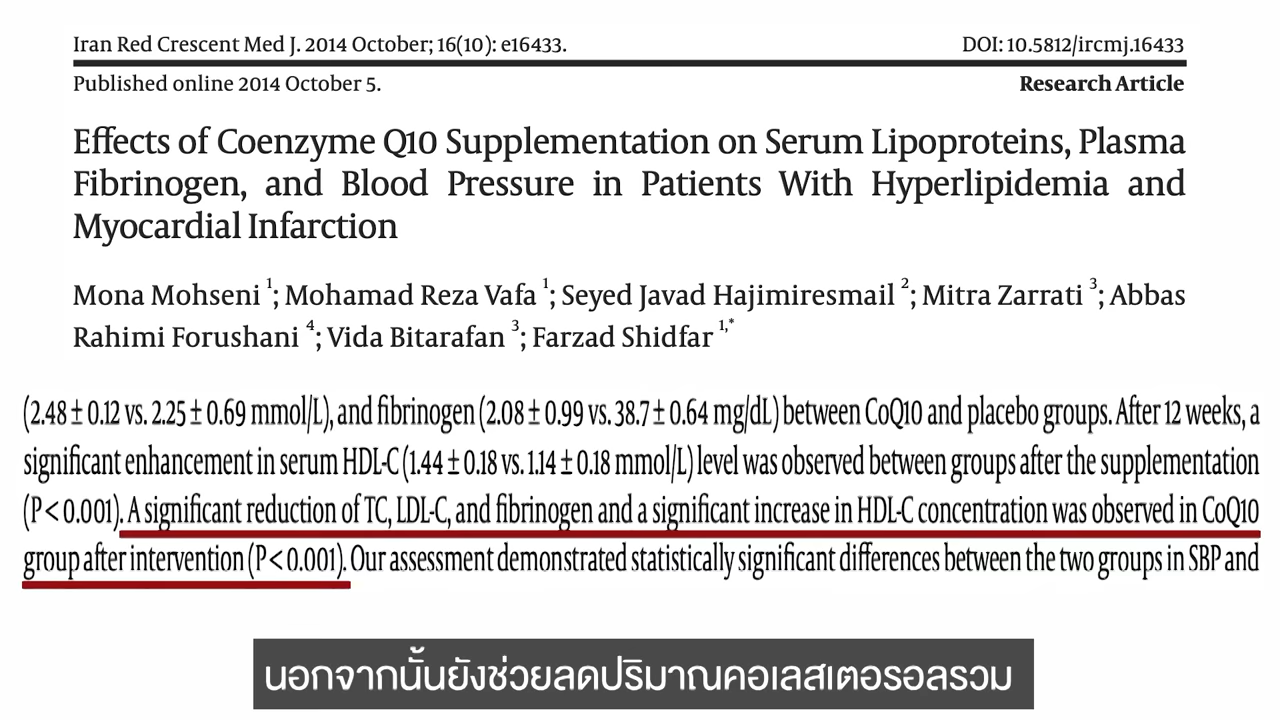 Iran Red Crescent Med J. 2014 October; 16(10): e16433.
DOI: 10.5812/ircmj.16433
Published online 2014 October 5.
Research Article
Effects of Coenzyme Q10 Supplementation on Serum Lipoproteins, Plasma
Fibrinogen, and Blood Pressure in Patients With Hyperlipidemia and
Myocardial Infarction
Mona Mohseni 1; Mohamad Reza Vafa 1; Seyed Javad Hajimiresmail 2; Mitra Zarrati 3; Abbas
Rahimi Forushani 4; Vida Bitarafan 3; Farzad Shidfar 1,*
(2.48 ± 0.12 vs. 2.25 ± 0.69 mmol/L), and fibrinogen (2.08 ± 0.99 vs. 38.7 ± 0.64 mg/dL) between CoQ10 and placebo groups. After 12 weeks, a
significant enhancement in serum HDL-C (1.44 ± 0.18 vs. 1.14 ± 0.18 mmol/L) level was observed between groups after the supplementation
(P < 0.001). A significant reduction of TC, LDL-C, and fibrinogen and a significant increase in HDL-C concentration was observed in CoQ10
group after intervention (P < 0.001). Our assessment demonstrated statistically significant differences between the two groups in SBP and
นอกจากนั้นยังช่วยลดปริมาณคอเลสเตอรอลรวม